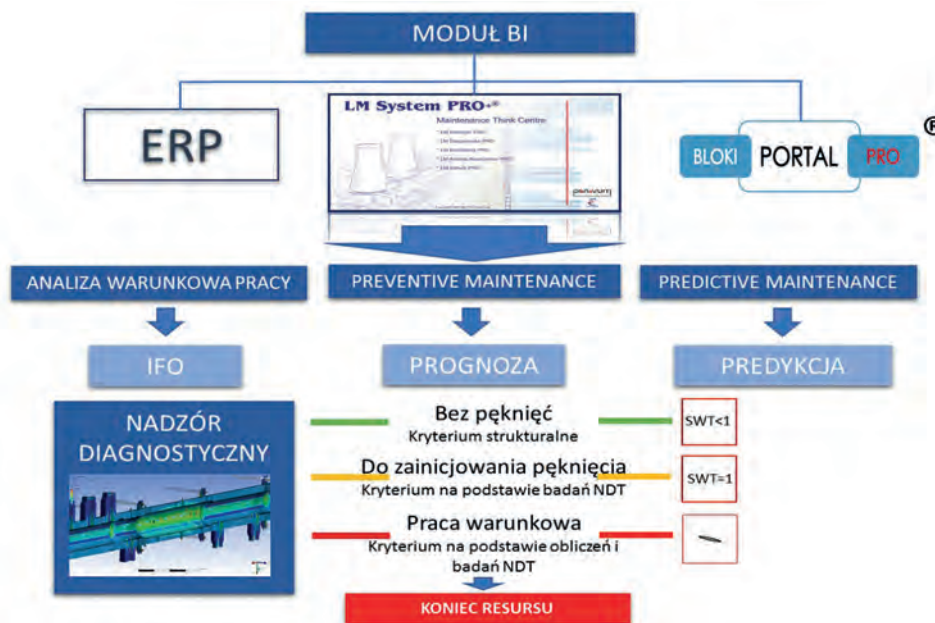 MODUŁ BI
ERP
LM System PRO+®
Maintenance Think Centre
BLOKI PORTAL PRO ®
ANALIZA WARUNKOWA PRACY
PREVENTIVE MAINTENANCE
PREDICTIVE MAINTENANCE
IFO
PROGNOZA
PREDYKCJA
NADZÓR
DIAGNOSTYCZNY
Bez pęknięć
Kryterium strukturalne
SWT<1
Do zainicjowania pęknięcia
Kryterium na podstawie badań NDT
SWT=1
Praca warunkowa
Kryterium na podstawie obliczeń i
badań NDT
KONIEC RESURSU